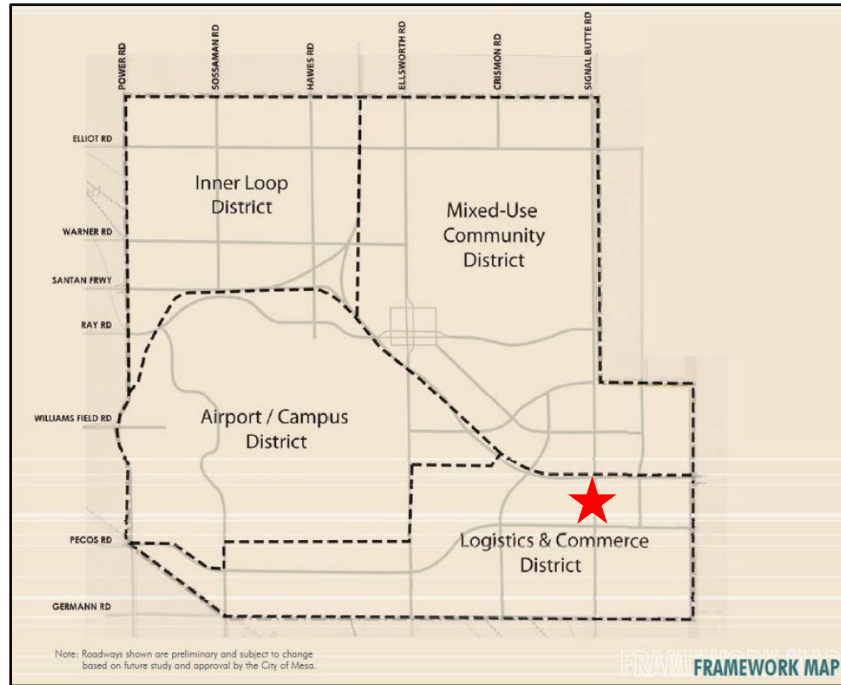 POWER RD
SOSSAMAN RD
HAWES RD
ELLSWORTH RD
CRISMON RD
SIGNAL BUTTE RD
ELLIOT RD
Inner Loop
District
Mixed-Use
Community
District
WARNER RD
SANTAN FRWY
RAY RD
Airport / Campus
District
WILLIAMS FIELD RD
PECOS RD
Logistics & Commerce
District
GERMANN RD
Note: Roadways shown are preliminary and subject to change
based on future study and approval by the City of Mesa.
FRAMEWORK MAP
FRAMEWORK MAP